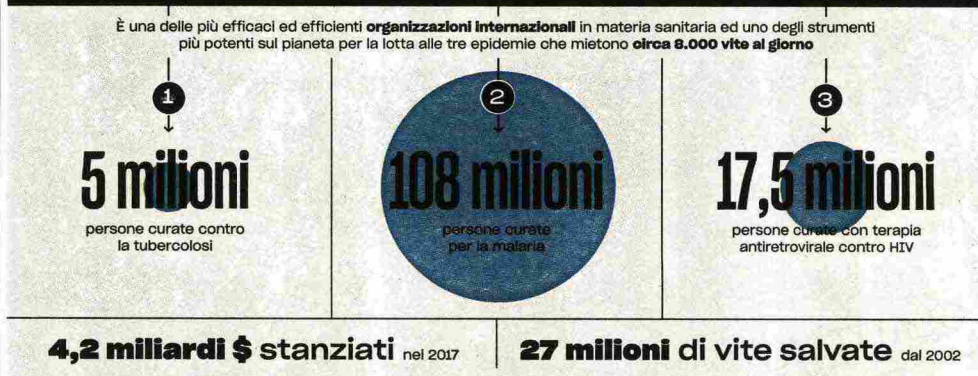 È una delle più efficaci ed efficienti organizzazioni internazionali in materia sanitaria ed uno degli strumenti
più potenti sul pianeta per la lotta alle tre epidemie che mietono circa 8.000 vite al giorno
1
2
3
5 milioni
108 milioni
17,5 milioni
persone curate contro
la tubercolosi
persone curate
per la malaria
persone curate con terapia
antiretrovirale contro HIV
4,2 miliardi $ stanziati nel 2017
27 milioni di vite salvate dal 2002